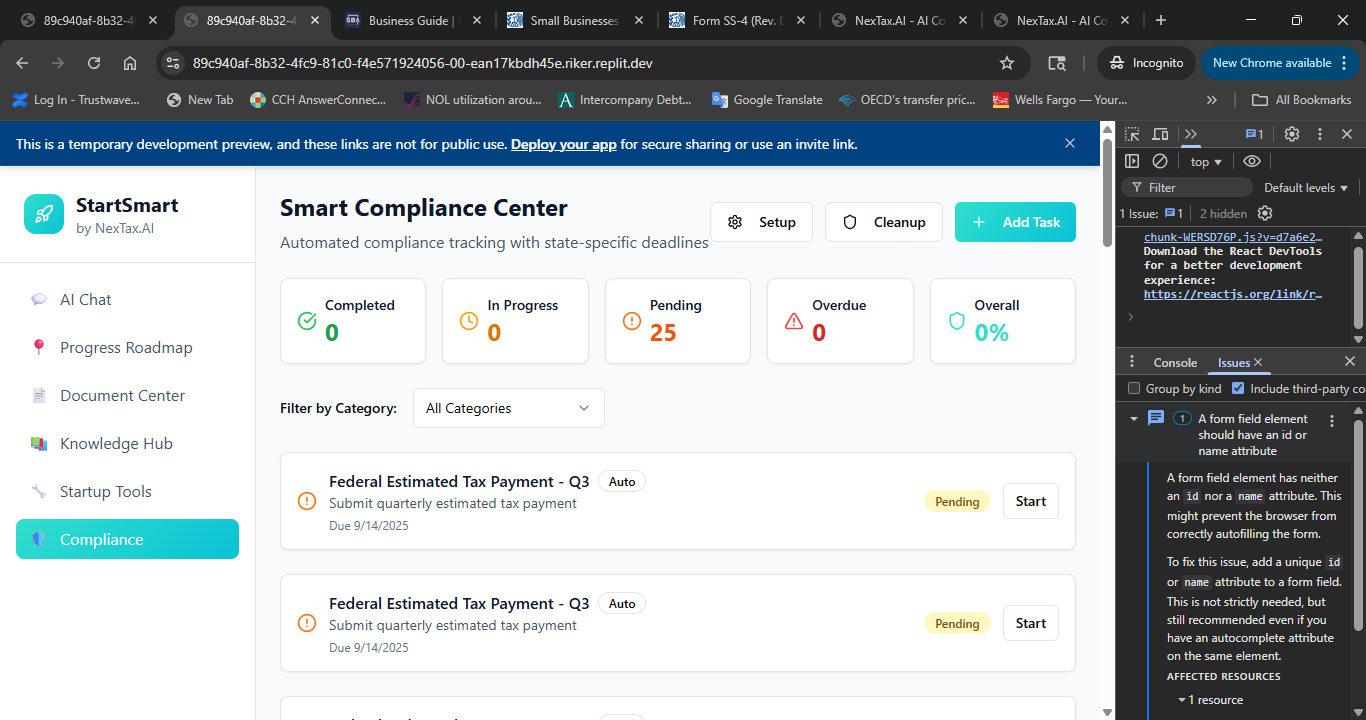 89c940af-8b32-4
89c940af-8b32-4
SBA
Business Guide |
Small Businesses
Form SS-4 (Rev. D
NexTax.AI - AI Co
NexTax.AI - AI Co
89c940af-8b32-4fc9-81c0-f4e571924056-00-ean17kbdh45e.riker.replit.dev
Incognito
New Chrome available
Log In - Trustwave...
New Tab
CCH AnswerConnec...
NOL utilization arou...
Intercompany Debt...
Google Translate
OECD's transfer pric...
Wells Fargo — Your...
All Bookmarks
This is a temporary development preview, and these links are not for public use. Deploy your app for secure sharing or use an invite link.
StartSmart
by NexTax.AI
AI Chat
Progress Roadmap
Document Center
Knowledge Hub
Startup Tools
Compliance
Smart Compliance Center
Automated compliance tracking with state-specific deadlines
Setup
Cleanup
Add Task
Completed
0
In Progress
0
Pending
25
Overdue
0
Overall
0%
Filter by Category:
All Categories
Federal Estimated Tax Payment - Q3
Auto
Submit quarterly estimated tax payment
Due 9/14/2025
Pending
Start
Federal Estimated Tax Payment - Q3
Auto
Submit quarterly estimated tax payment
Due 9/14/2025
Pending
Start
1
top
Filter
Default levels
1 Issue: 1
2 hidden
chunk-WERSD76P.js?v=d7a6e2…
Download the React DevTools
for a better development
experience:
https://reactjs.org/link/r…
Console
Issues
Group by kind
Include third-party co
1
A form field element
should have an id or
name attribute
A form field element has neither
an id nor a name attribute. This
might prevent the browser from
correctly autofilling the form.
To fix this issue, add a unique id
or name attribute to a form field.
This is not strictly needed, but
still recommended even if you
have an autocomplete attribute
on the same element.
AFFECTED RESOURCES
1 resource